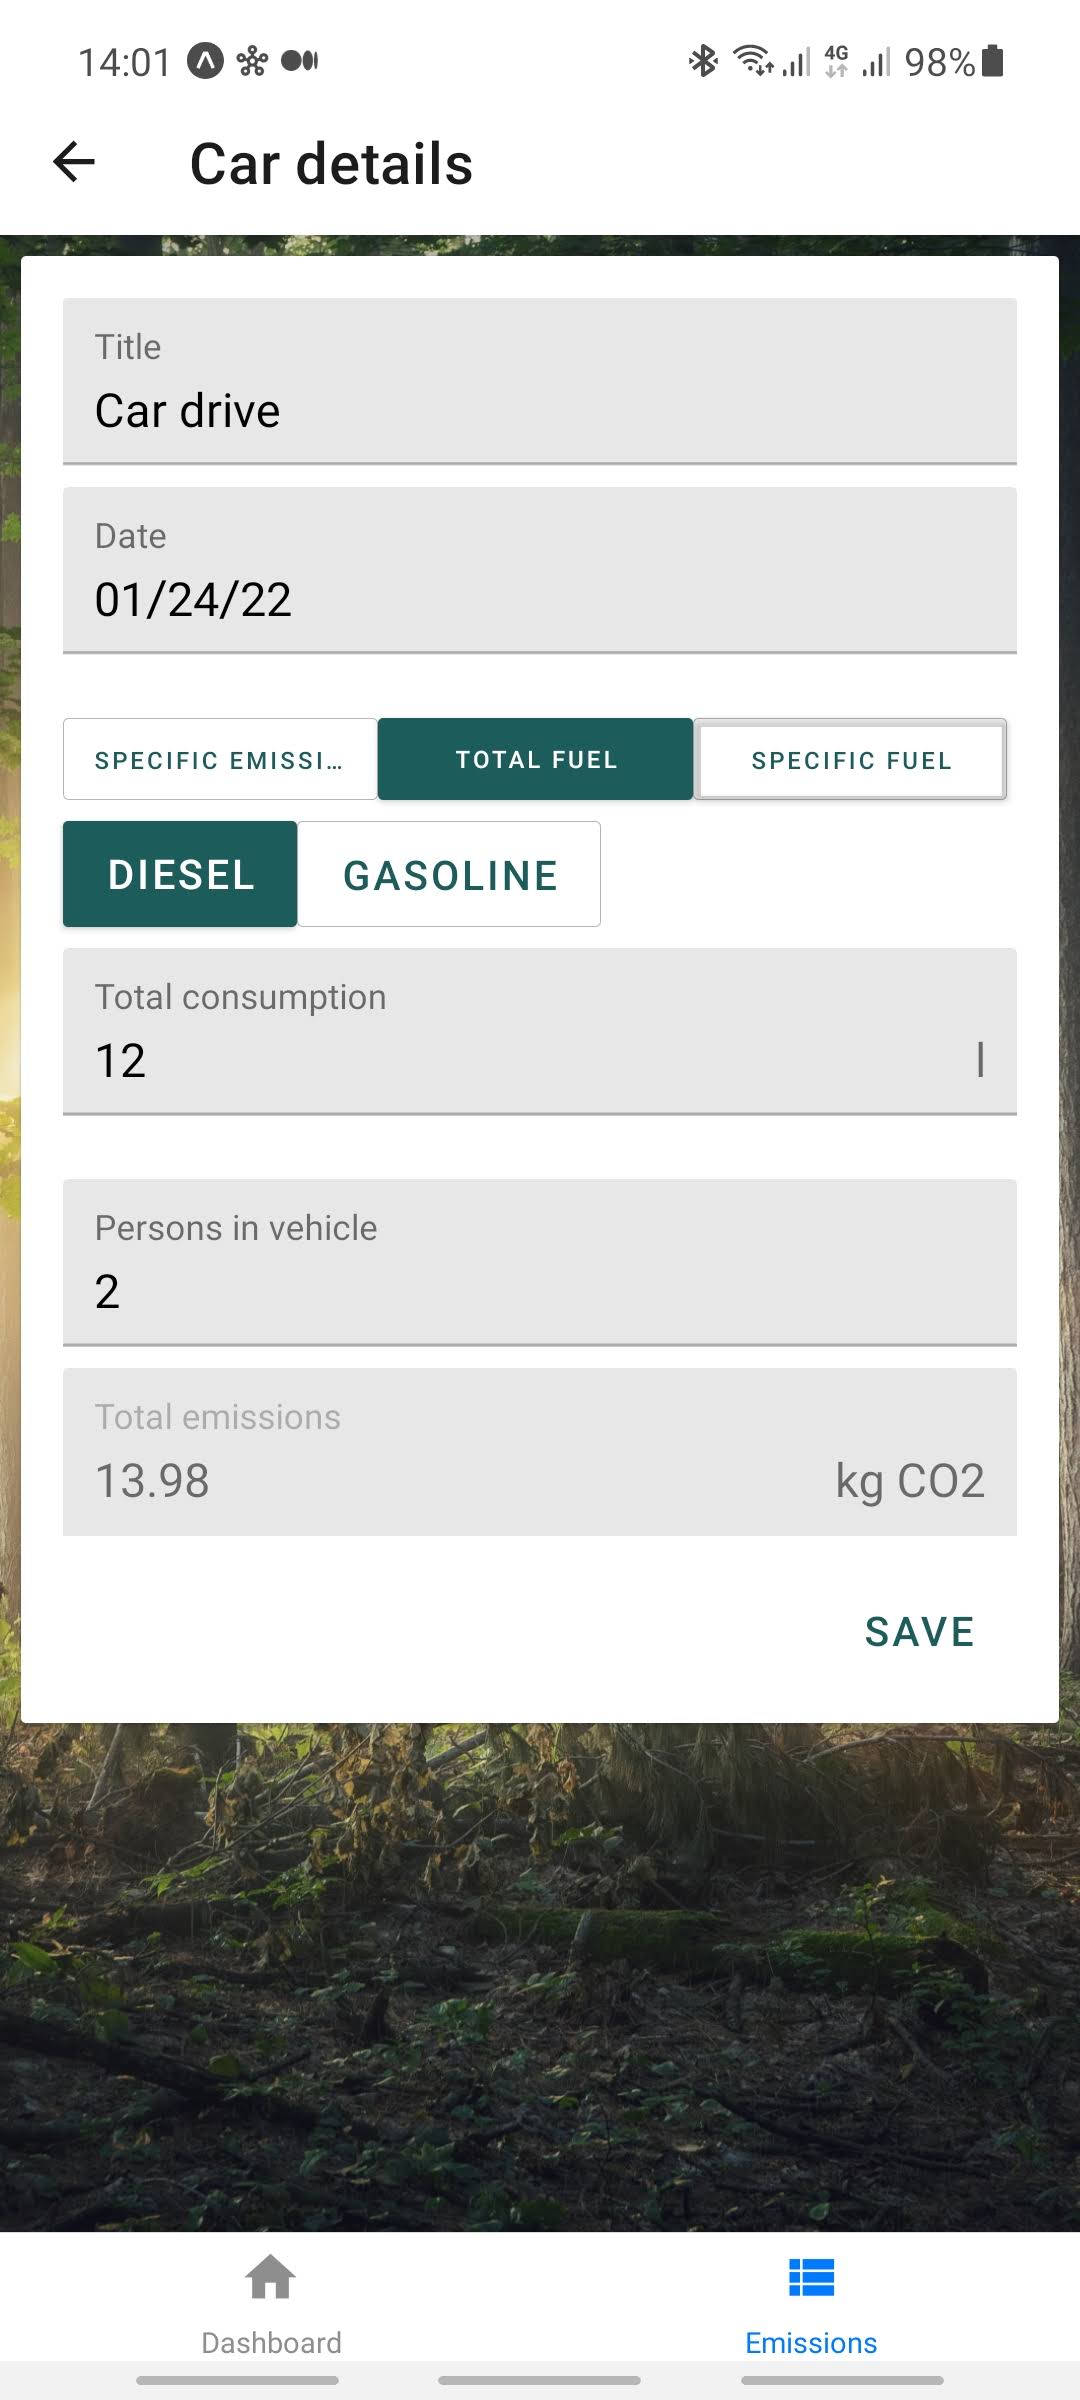 14:01 4G 98%
Car details
Title
Car drive
Date
01/24/22
SPECIFIC EMISSI... TOTAL FUEL SPECIFIC FUEL
DIESEL GASOLINE
Total consumption
12 l
Persons in vehicle
2
Total emissions
13.98 kg CO2
SAVE
Dashboard Emissions